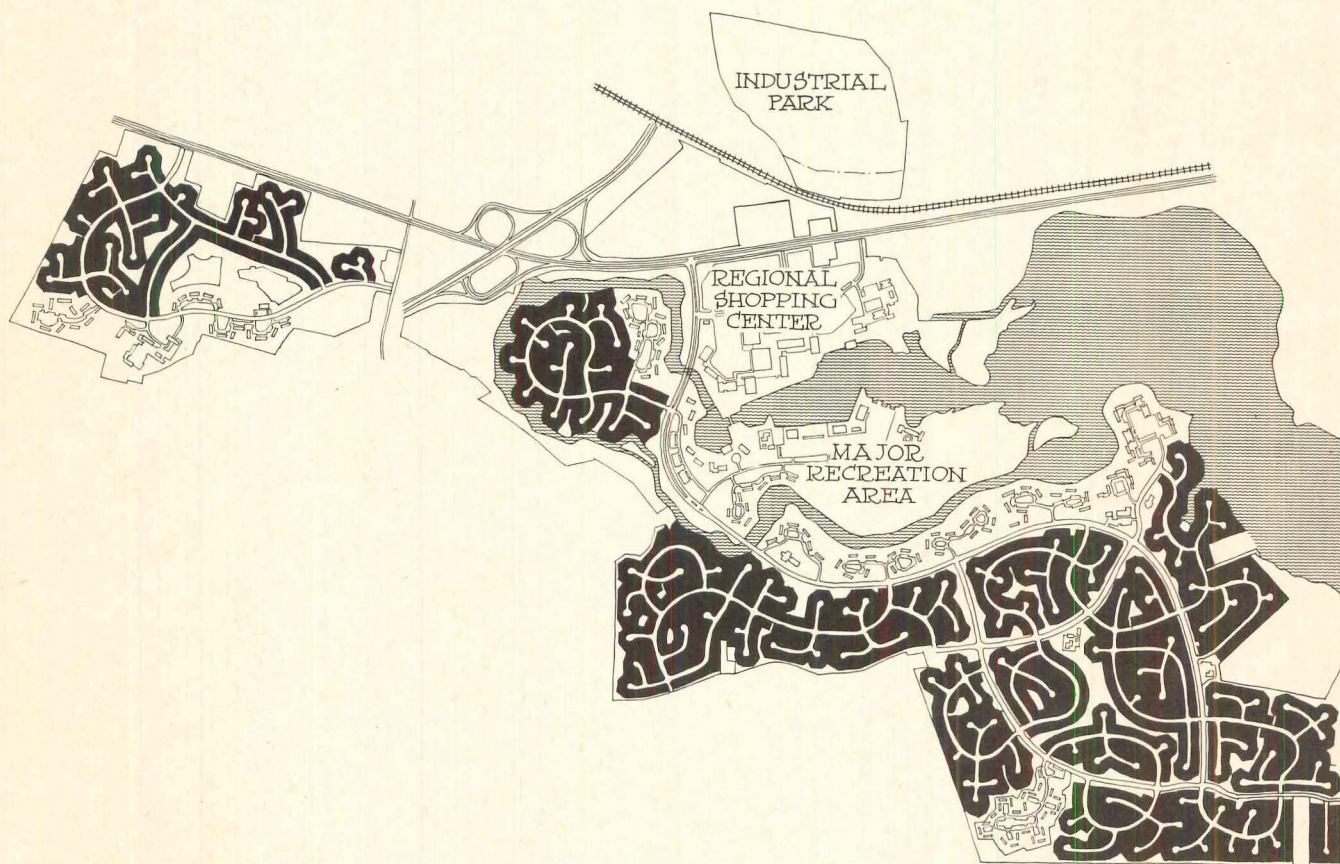 INDUSTRIAL
PARK
REGIONAL
SHOPPING
CENTER
MAJOR
RECREATION
AREA